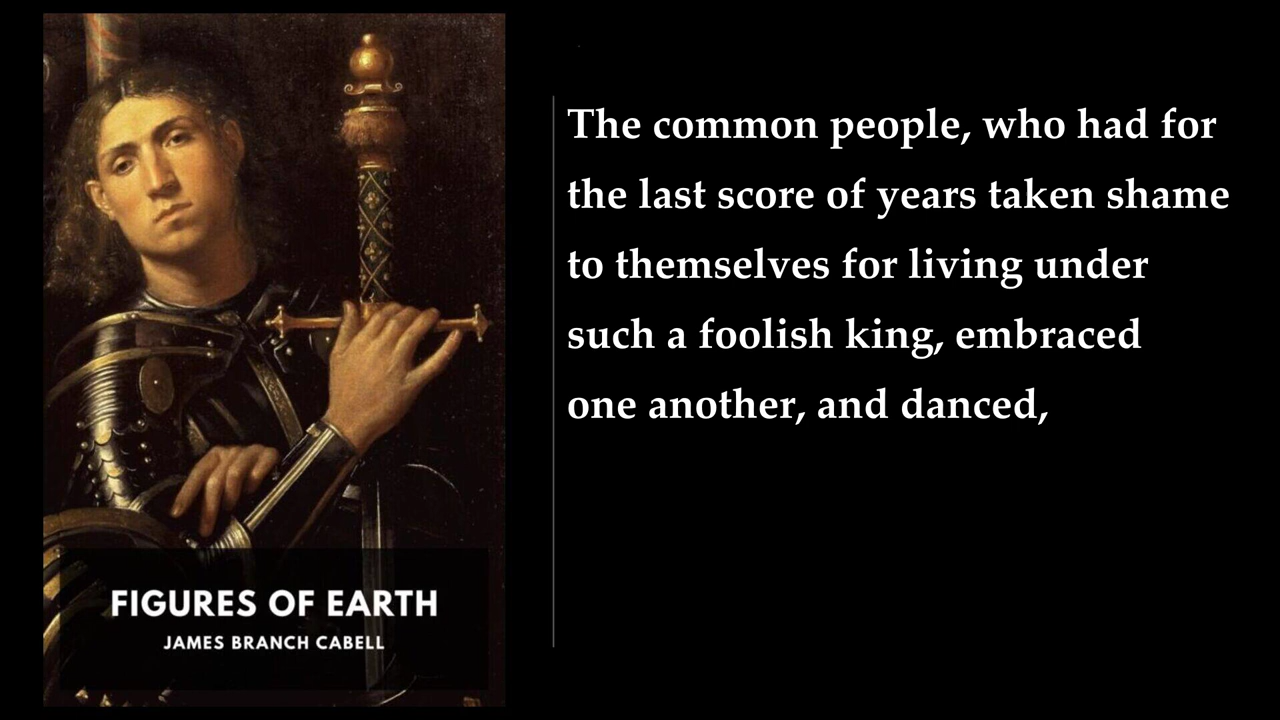 The common people, who had for
the last score of years taken shame
to themselves for living under
such a foolish king, embraced
one another, and danced,
FIGURES OF EARTH
JAMES BRANCH CABELL